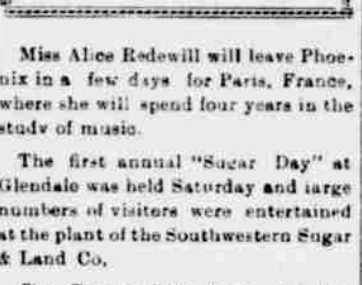 Miss Alice Redewill will leave Phoe-
nix in a few days for Paris, France,
where she will spend four years in the
study of music.
The first annual "Sugar Day" at
Glendale was held Saturday and large
numbers of visitors were entertained
at the plant of the Southwestern Sugar
& Land Co.